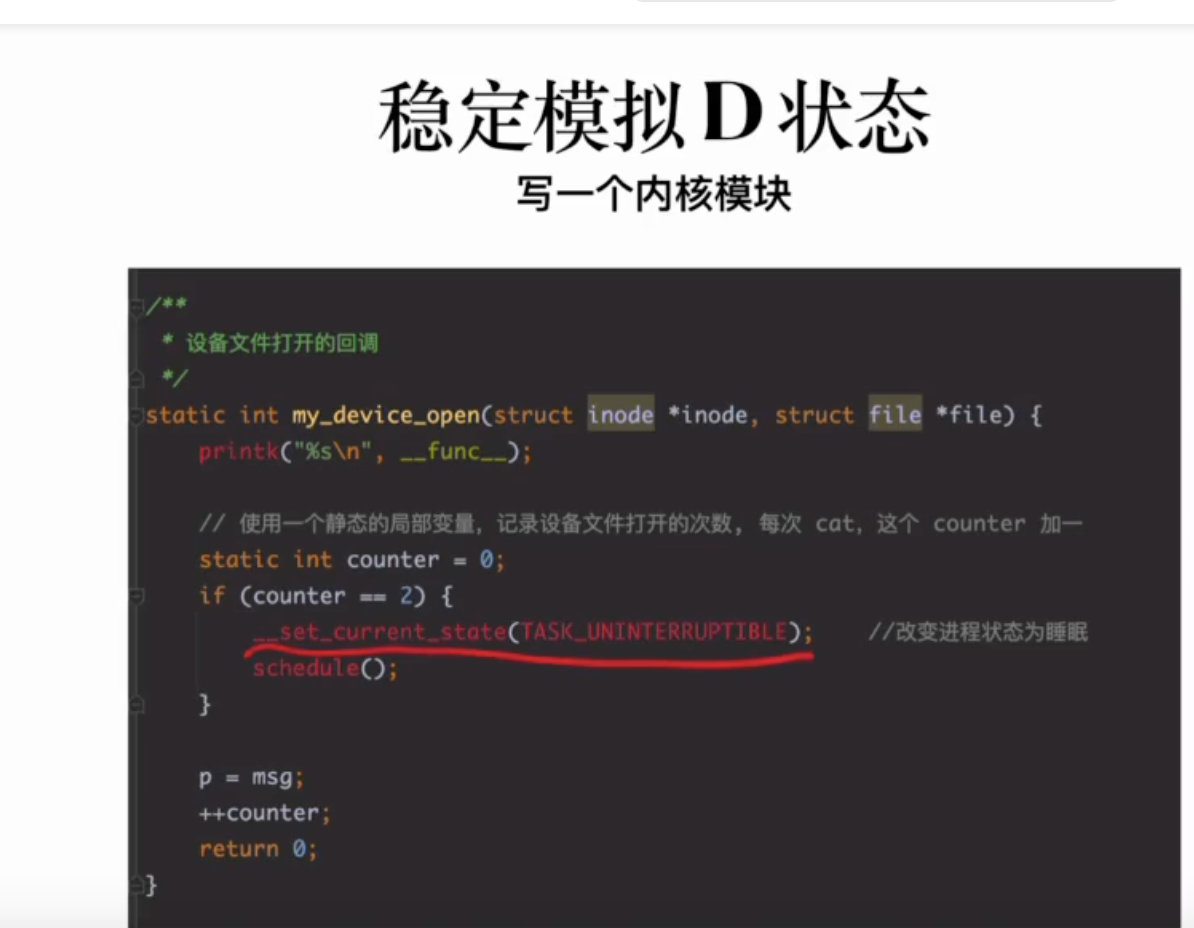 稳定模拟 D 状态
写一个内核模块
/**
 * 设备文件打开的回调
 */
static int my_device_open(struct inode *inode, struct file *file) {
    printk("%s\n", __func__);
    // 使用一个静态的局部变量，记录设备文件打开的次数, 每次 cat，这个 counter 加一
    static int counter = 0;
    if (counter == 2) {
        __set_current_state(TASK_UNINTERRUPTIBLE);    //改变进程状态为睡眠
        schedule();
    }
    p = msg;
    ++counter;
    return 0;
}